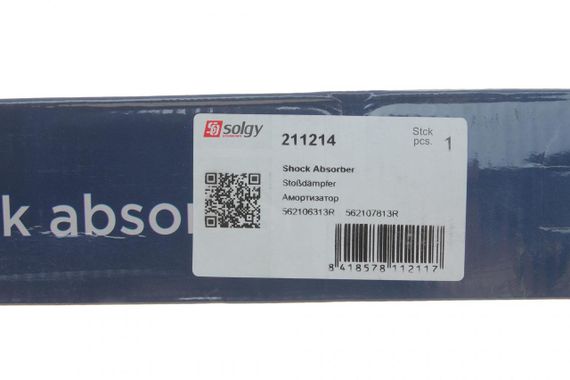 k absor
solgy
211214
Stck
pcs. 1
Shock Absorber
Stoßdämpfer
Амортизатор
562106313R 562107813R
8 418578 112117